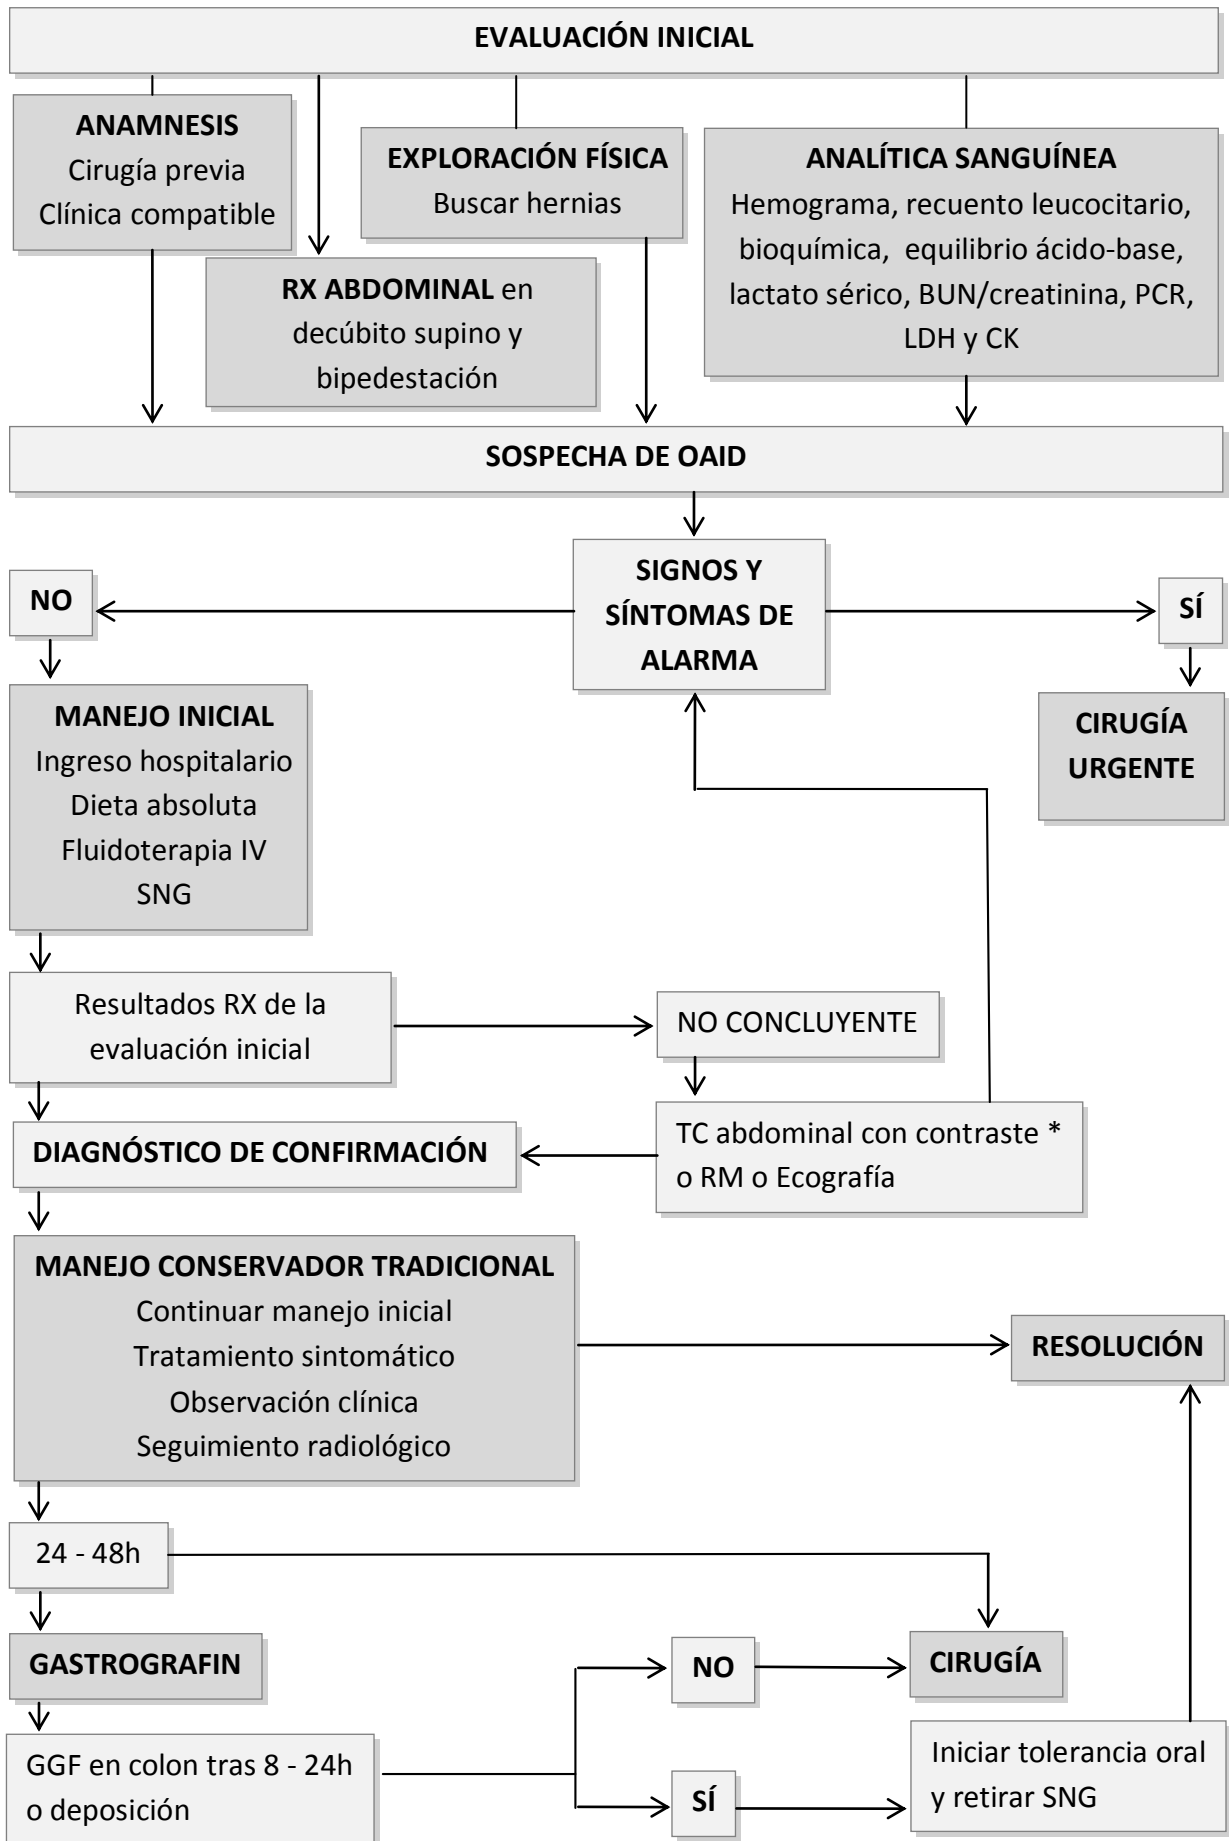 EVALUACIÓN INICIAL
ANAMNESIS
Cirugía previa
Clínica compatible
RX ABDOMINAL en
decúbito supino y
bipedestación
EXPLORACIÓN FÍSICA
Buscar hernias
ANALÍTICA SANGUÍNEA
Hemograma, recuento leucocitario,
bioquímica, equilibrio ácido-base,
lactato sérico, BUN/creatinina, PCR,
LDH y CK
SOSPECHA DE OAID
SIGNOS Y
SÍNTOMAS DE
ALARMA
NO
SÍ
MANEJO INICIAL
Ingreso hospitalario
Dieta absoluta
Fluidoterapia IV
SNG
CIRUGÍA
URGENTE
Resultados RX de la
evaluación inicial
NO CONCLUYENTE
TC abdominal con contraste *
o RM o Ecografía
DIAGNÓSTICO DE CONFIRMACIÓN
MANEJO CONSERVADOR TRADICIONAL
Continuar manejo inicial
Tratamiento sintomático
Observación clínica
Seguimiento radiológico
RESOLUCIÓN
24 - 48h
GASTROGRAFIN
NO
CIRUGÍA
GGF en colon tras 8 - 24h
o deposición
SÍ
Iniciar tolerancia oral
y retirar SNG